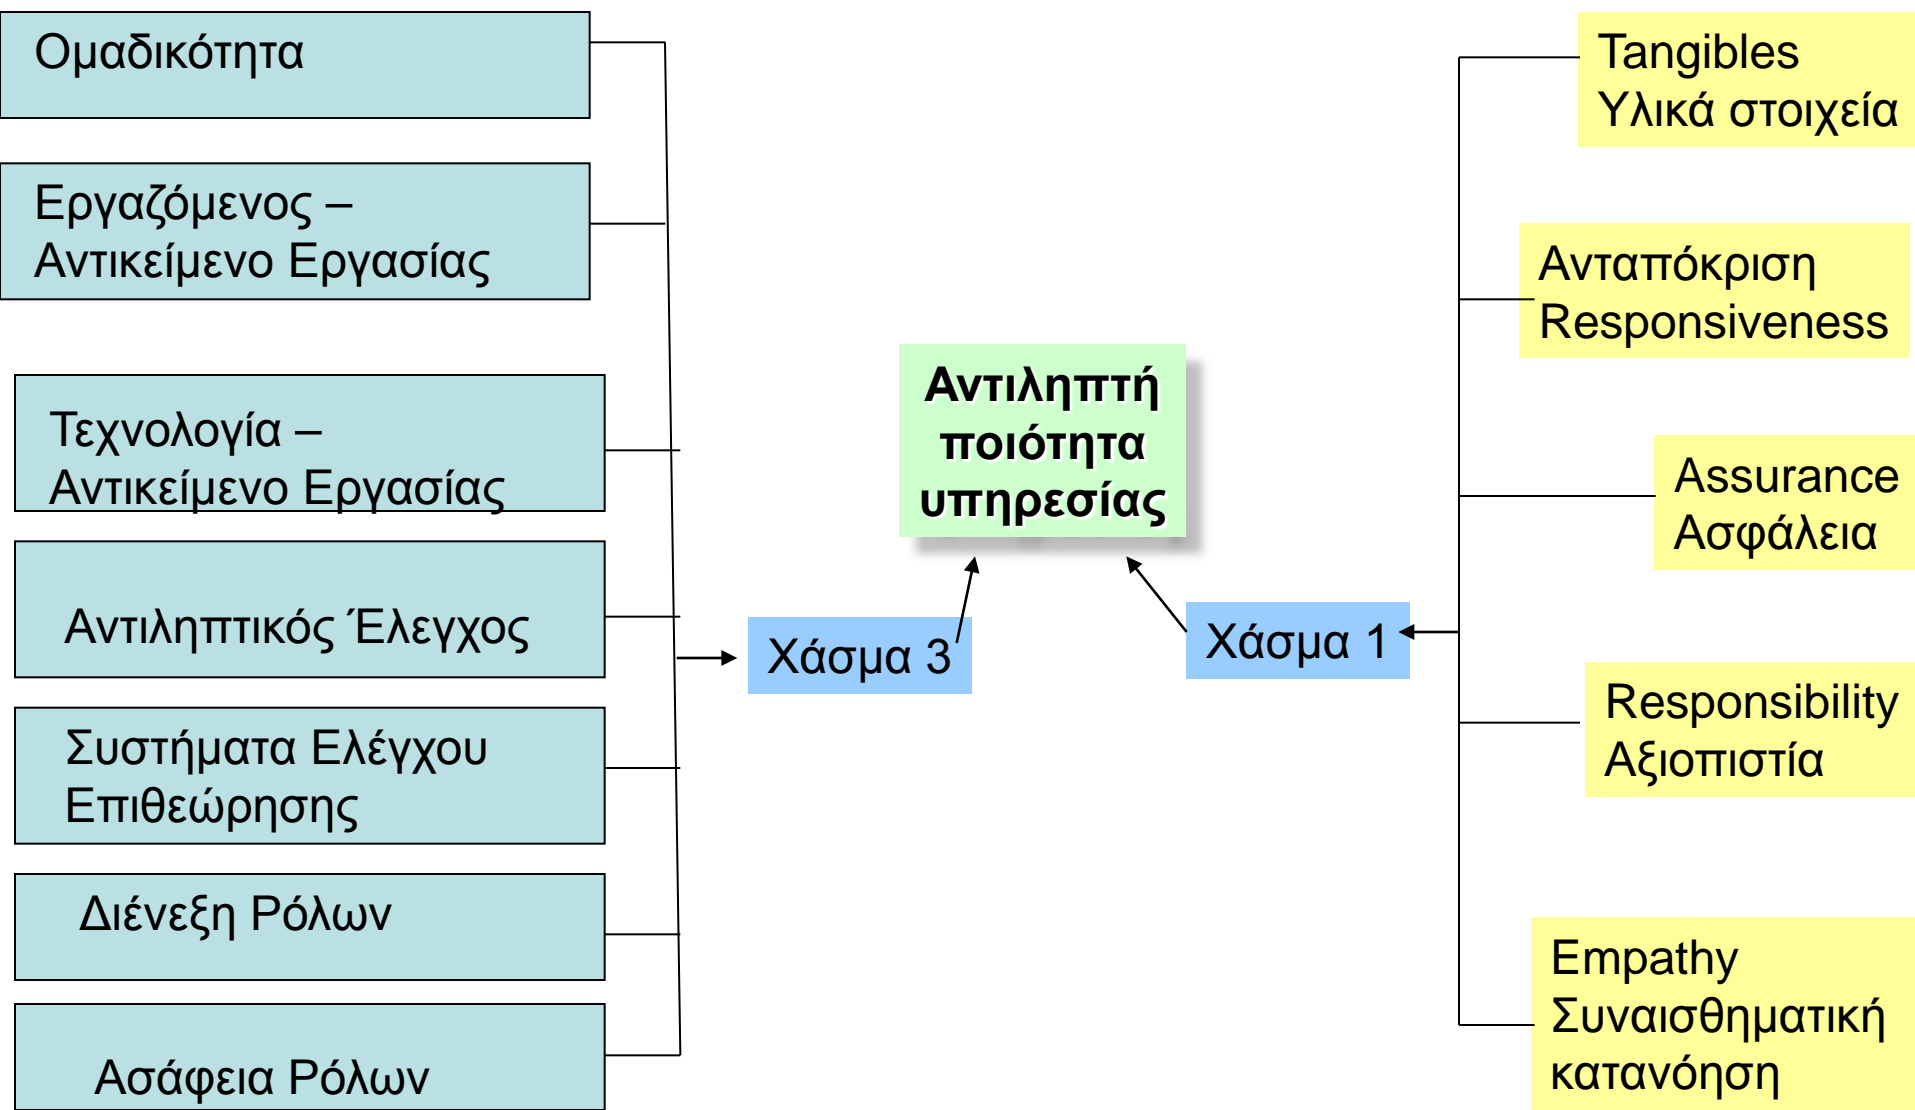 Ομαδικότητα
Εργαζόμενος –
Αντικείμενο Εργασίας
Τεχνολογία –
Αντικείμενο Εργασίας
Αντιληπτικός Έλεγχος
Συστήματα Ελέγχου
Επιθεώρησης
Διένεξη Ρόλων
Ασάφεια Ρόλων
Χάσμα 3
Αντιληπτή
ποιότητα
υπηρεσίας
Χάσμα 1
Tangibles
Υλικά στοιχεία
Ανταπόκριση
Responsiveness
Assurance
Ασφάλεια
Responsibility
Αξιοπιστία
Empathy
Συναισθηματική
κατανόηση